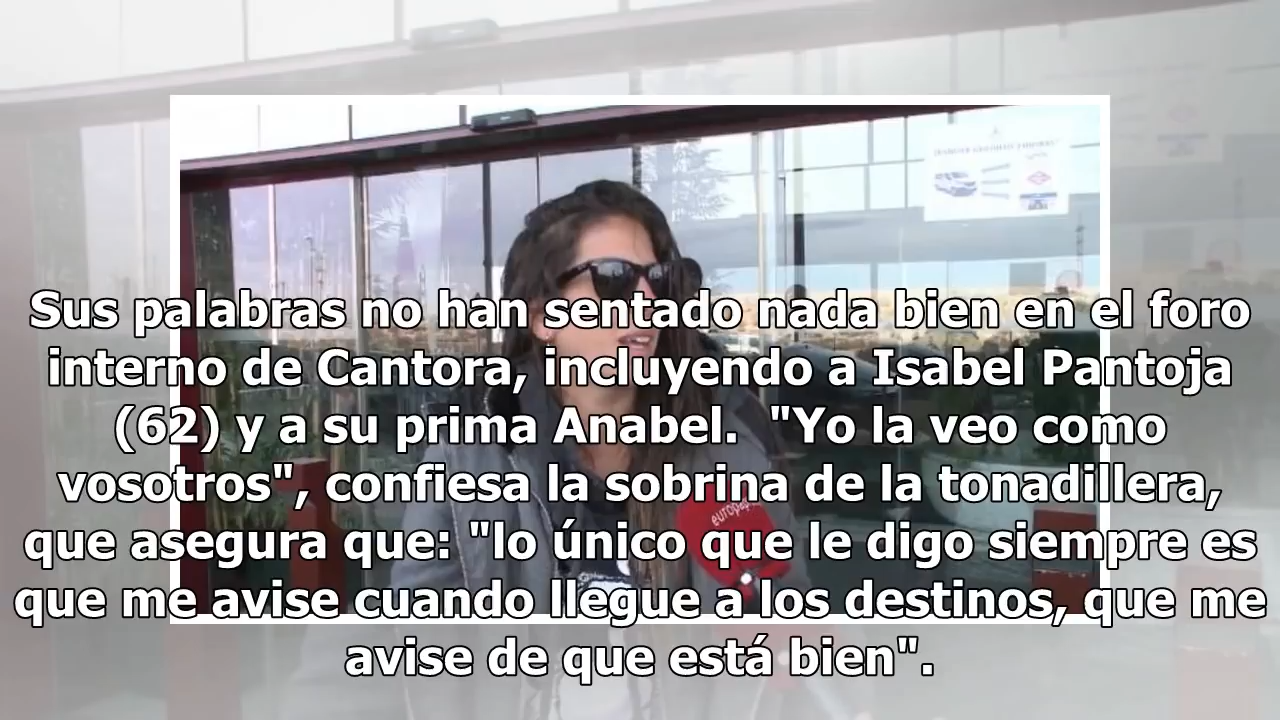 Sus palabras no han sentado nada bien en el foro
interno de Cantora, incluyendo a Isabel Pantoja
(62) y a su prima Anabel.  "Yo la veo como
vosotros", confiesa la sobrina de la tonadillera,
que asegura que: "lo único que le digo siempre es
que me avise cuando llegue a los destinos, que me
avise de que está bien".